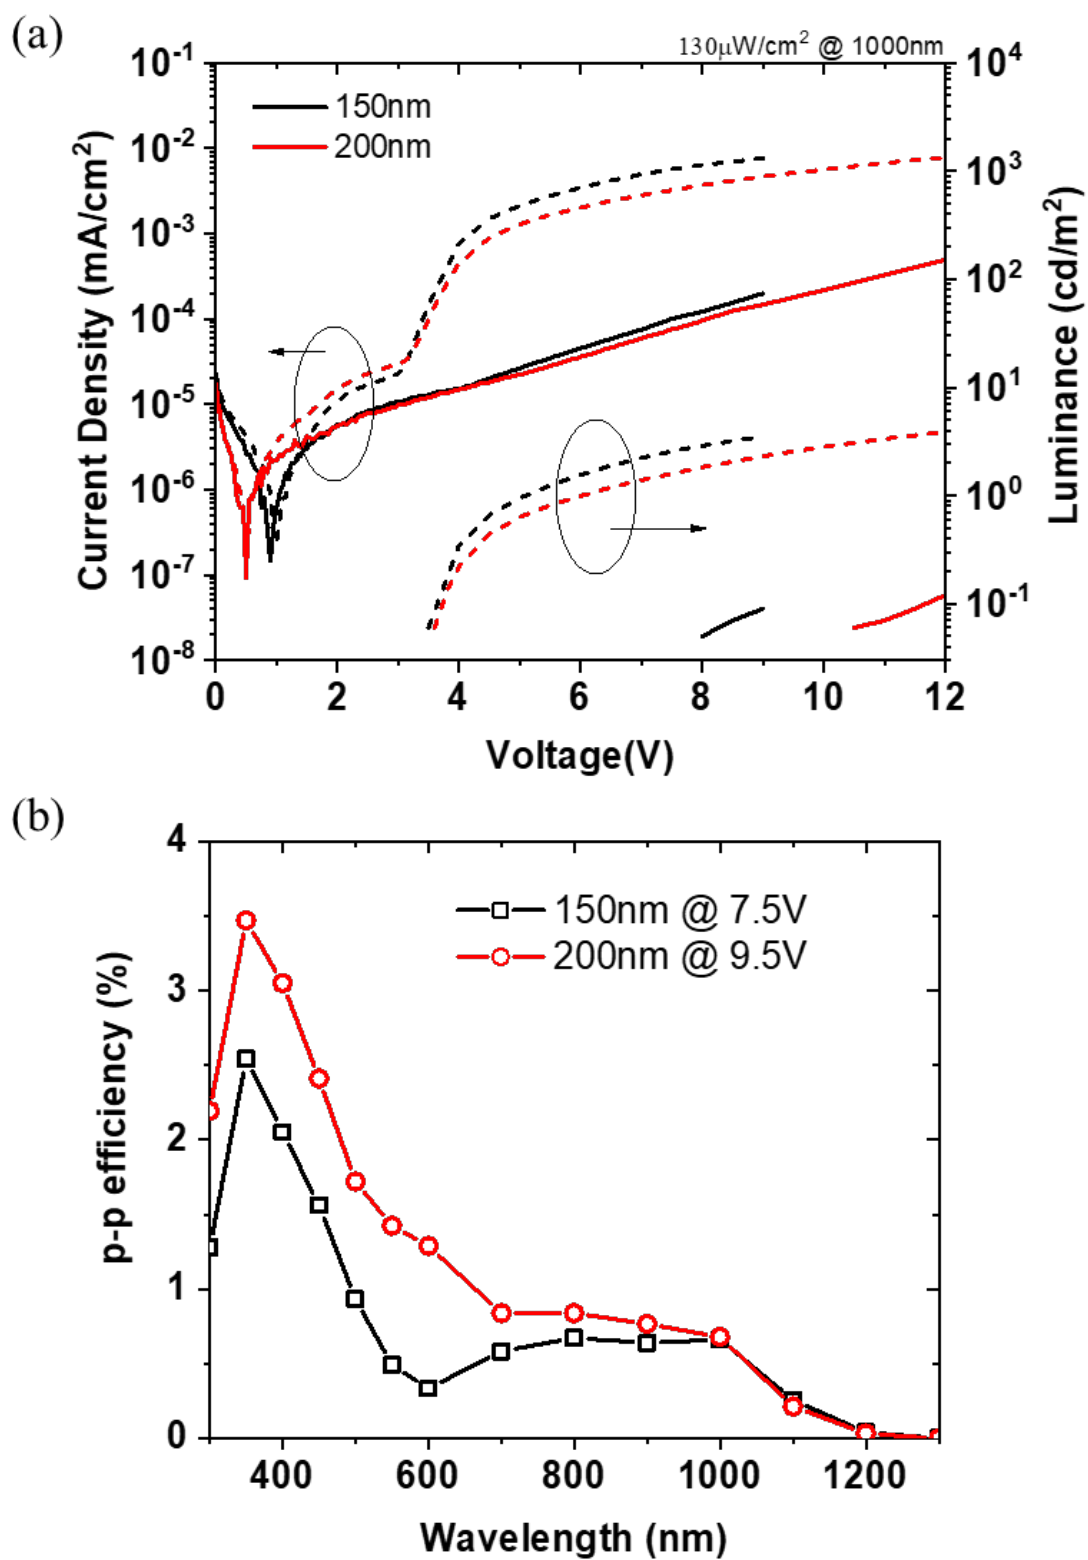 (a)
130μW/cm² @ 1000nm
150nm
200nm
Current Density (mA/cm²)
10⁻¹
10⁻²
10⁻³
10⁻⁴
10⁻⁵
10⁻⁶
10⁻⁷
10⁻⁸
10⁴
10³
10²
10¹
10⁰
10⁻¹
Luminance (cd/m²)
0 2 4 6 8 10 12
Voltage(V)
(b)
150nm @ 7.5V
200nm @ 9.5V
p-p efficiency (%)
4
3
2
1
0
400 600 800 1000 1200
Wavelength (nm)